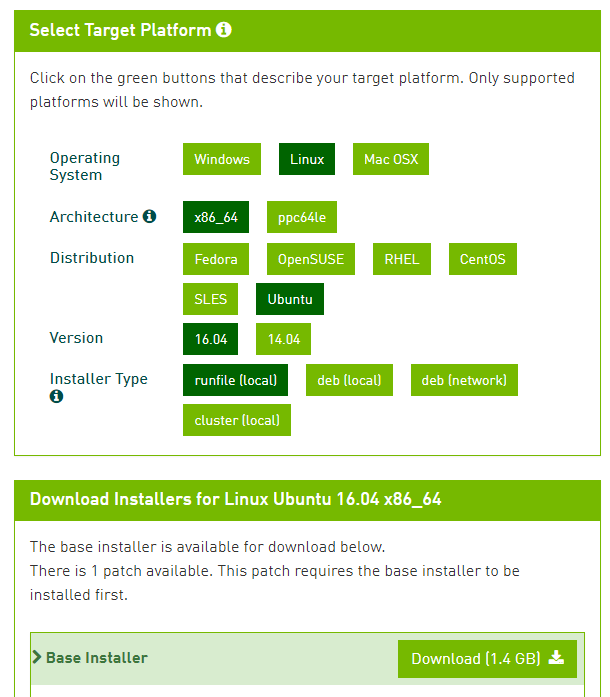 Select Target Platform
Click on the green buttons that describe your target platform. Only supported
platforms will be shown.
Operating
System
Windows Linux Mac OSX
Architecture x86_64 ppc64le
Distribution Fedora OpenSUSE RHEL CentOS
SLES Ubuntu
Version 16.04 14.04
Installer Type runfile (local) deb (local) deb (network)
cluster (local)
Download Installers for Linux Ubuntu 16.04 x86_64
The base installer is available for download below.
There is 1 patch available. This patch requires the base installer to be
installed first.
Base Installer Download (1.4 GB)